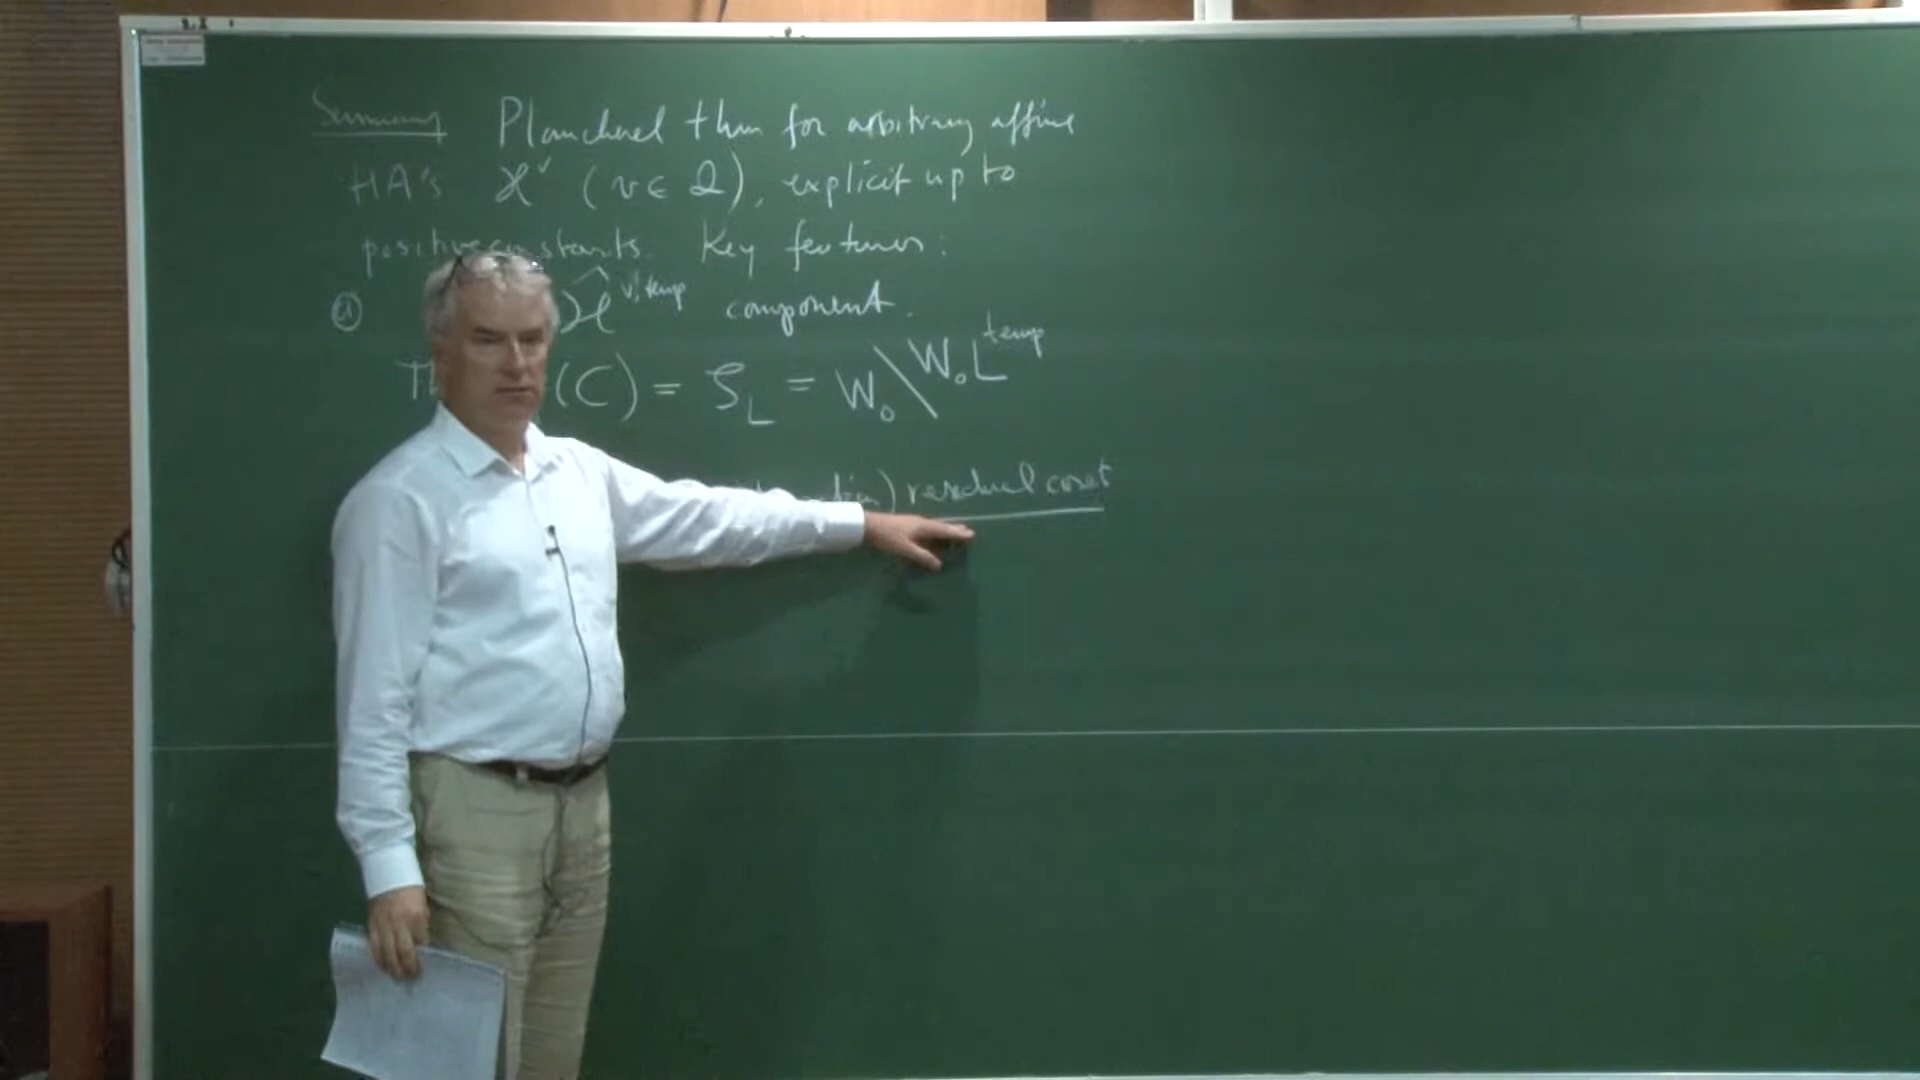 Summary Plancherel thm for arbitrary affine
HA's ℋ^v (v ∈ Q), explicit up to
positive constants. Key features:
ⓐ ℋ̂^{v,temp} component.
(C) = S_L = W₀\W₀L^temp
) residual coset